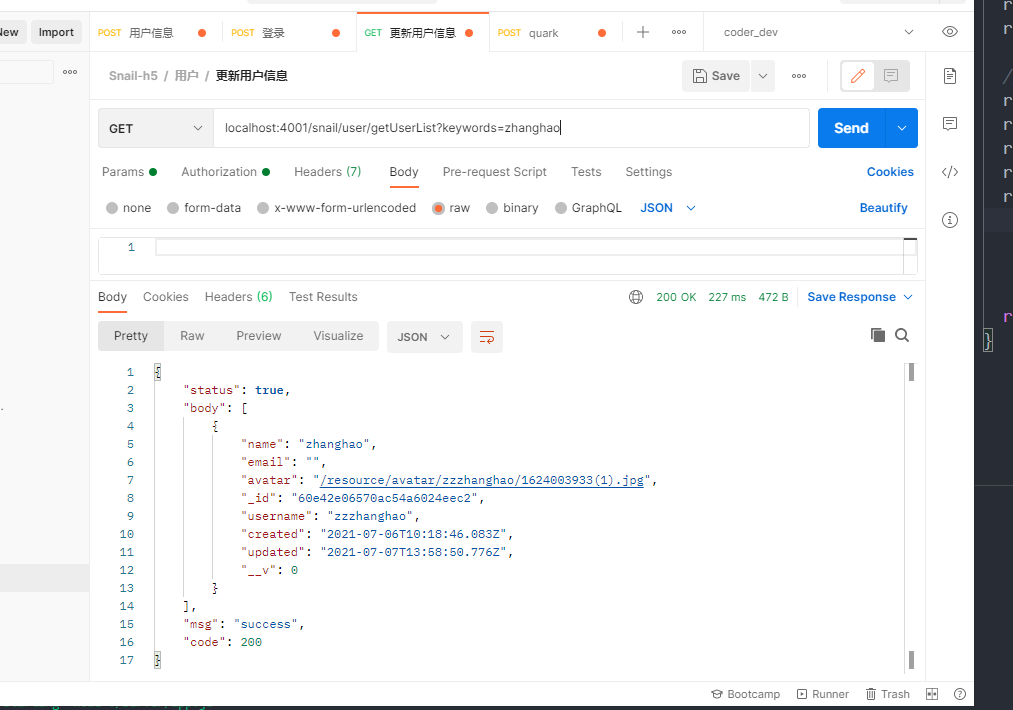 New Import POST 用户信息 POST 登录 GET 更新用户信息 POST quark coder_dev
Snail-h5 / 用户 / 更新用户信息 Save
GET localhost:4001/snail/user/getUserList?keywords=zhanghao Send
Params Authorization Headers (7) Body Pre-request Script Tests Settings Cookies
none form-data x-www-form-urlencoded raw binary GraphQL JSON Beautify
1
Body Cookies Headers (6) Test Results 200 OK 227 ms 472 B Save Response
Pretty Raw Preview Visualize JSON
1 {
2 "status": true,
3 "body": [
4 {
5 "name": "zhanghao",
6 "email": "",
7 "avatar": "/resource/avatar/zzzhanghao/1624003933(1).jpg",
8 "_id": "60e42e06570ac54a6024eec2",
9 "username": "zzzhanghao",
10 "created": "2021-07-06T10:18:46.083Z",
11 "updated": "2021-07-07T13:58:50.776Z",
12 "__v": 0
13 }
14 ],
15 "msg": "success",
16 "code": 200
17 }
Bootcamp Runner Trash